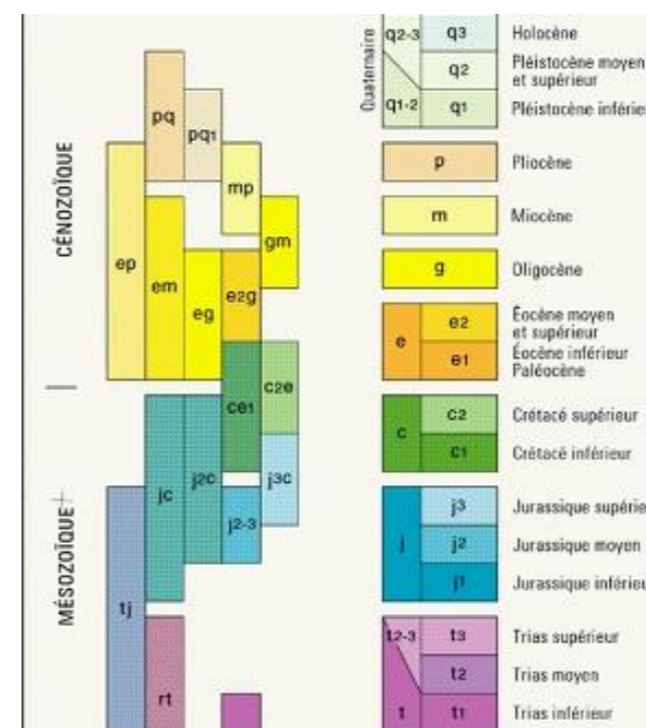 Quaternaire
q2-3
q3
Holocène
q2
Pléistocène moyen
et supérieur
q1-2
q1
Pléistocène inférie
CÉNOZOÏQUE
pq
pq1
p
Pliocène
mp
m
Miocène
ep
em
gm
g
Oligocène
eg
e2g
e
e2
Éocène moyen
et supérieur
e1
Éocène inférieur
Paléocène
ce1
c2e
c
c2
Crétacé supérieur
c1
Crétacé inférieur
MÉSOZOÏQUE
jc
j2c
j3c
j2-3
j
j3
Jurassique supérie
j2
Jurassique moyen
j1
Jurassique inférieu
tj
rt
t2-3
t3
Trias supérieur
t2
Trias moyen
t
t1
Trias inférieur